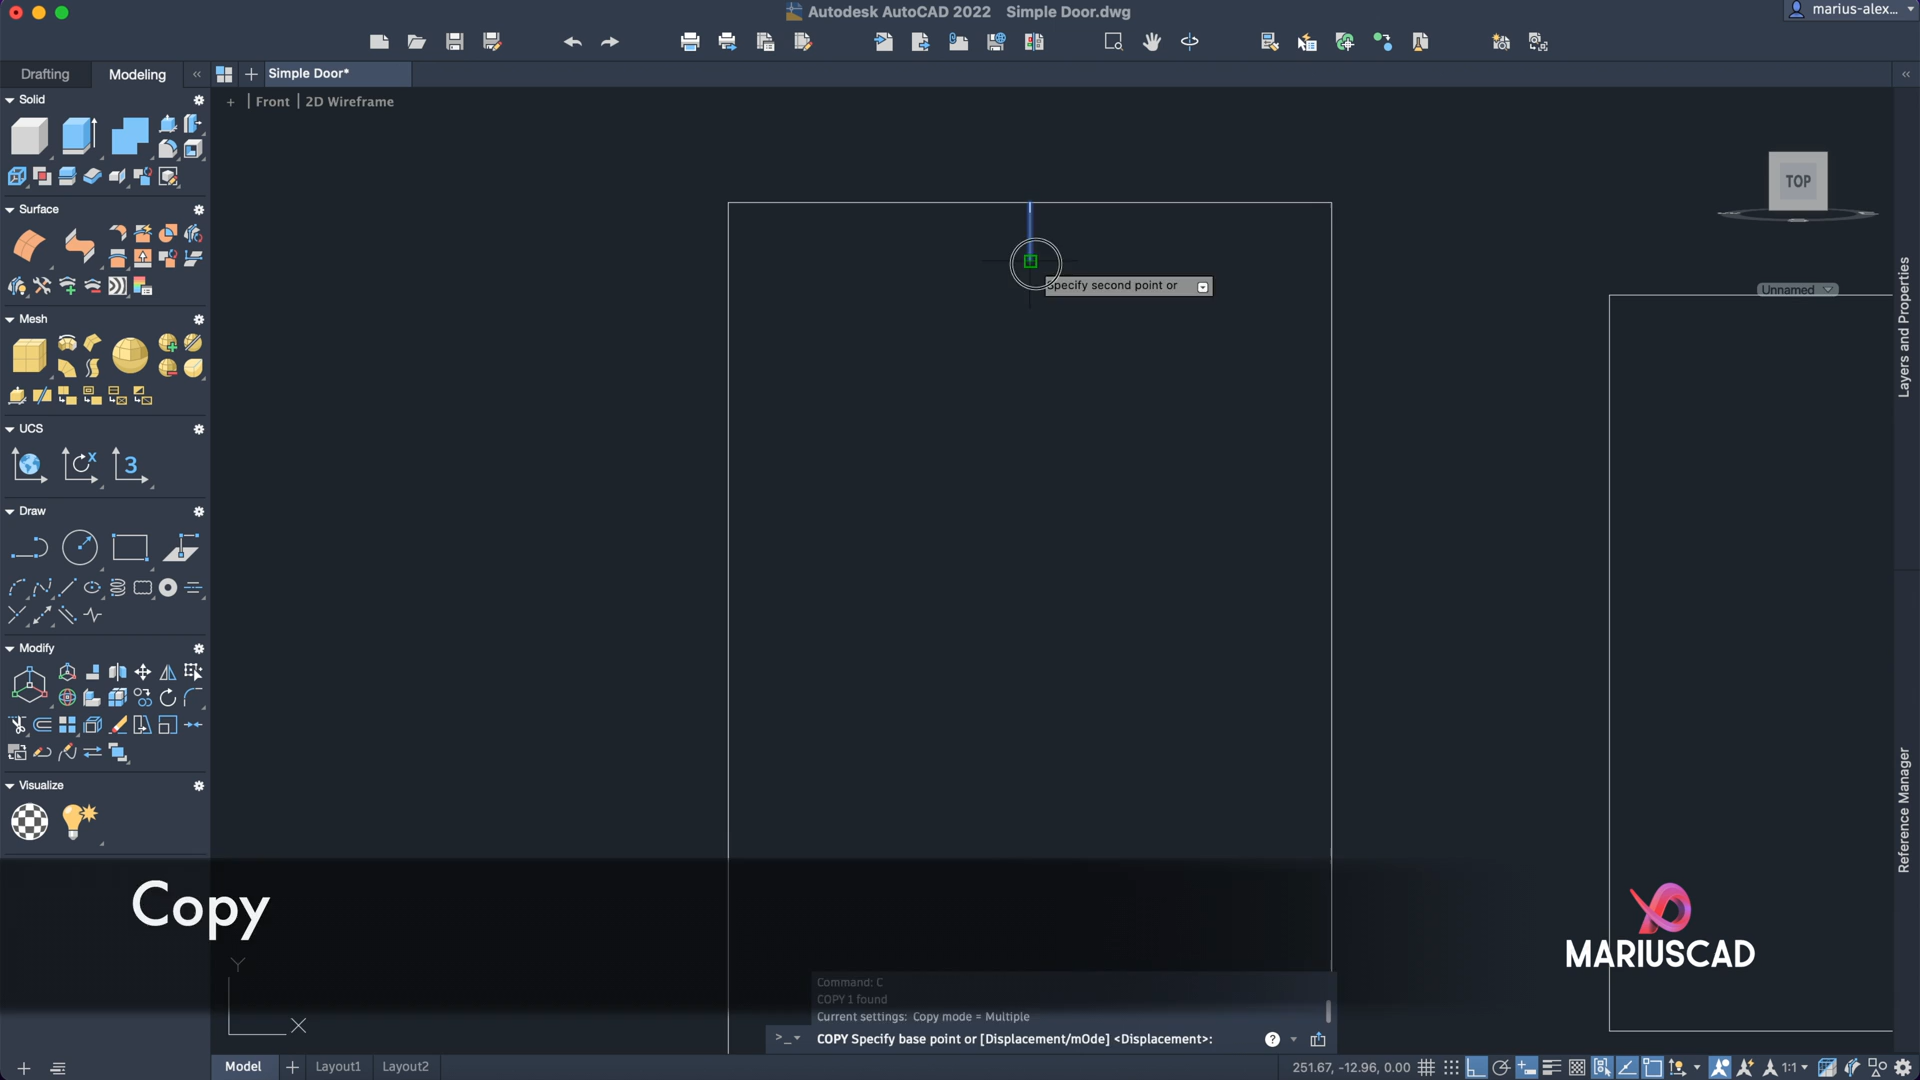 Autodesk AutoCAD 2022 Simple Door.dwg
marius-alex...
Drafting
Modeling
Simple Door*
Solid
Front
2D Wireframe
TOP
Surface
Specify second point or
Unnamed
Layers and Properties
Mesh
UCS
X
3
Draw
Modify
Reference Manager
Visualize
Copy
MARIUSCAD
Y
X
Command: C
COPY 1 found
Current settings: Copy mode = Multiple
>_ COPY Specify base point or [Displacement/mOde] <Displacement>:
Model
Layout1
Layout2
251.67, -12.96, 0.00
1:1